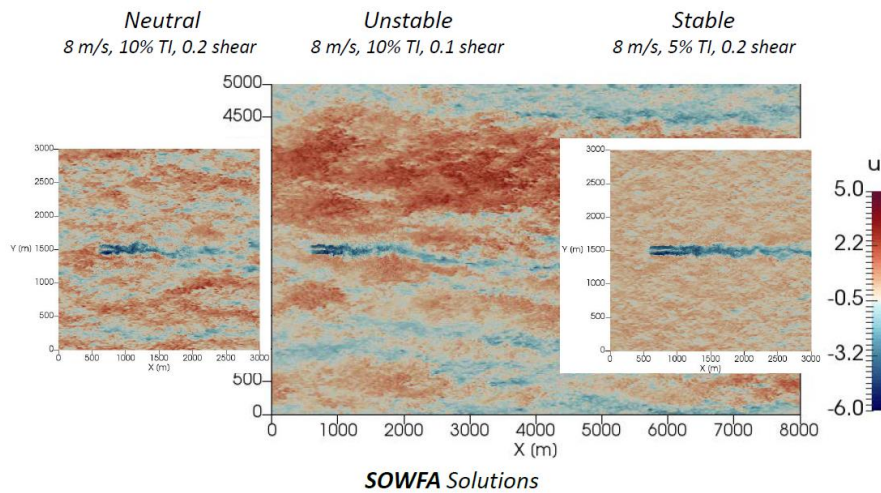 Neutral
8 m/s, 10% TI, 0.2 shear
Unstable
8 m/s, 10% TI, 0.1 shear
Stable
8 m/s, 5% TI, 0.2 shear
5000
4500
500
0
0 1000 2000 3000 4000 5000 6000 7000 8000
X (m)
3000
2500
2000
Y (m) 1500
1000
500
0
0 500 1000 1500 2000 2500 3000
X (m)
3000
2500
2000
Y (m) 1500
1000
500
0
0 500 1000 1500 2000 2500 3000
X (m)
u
5.0
2.2
-0.5
-3.2
-6.0
SOWFA Solutions